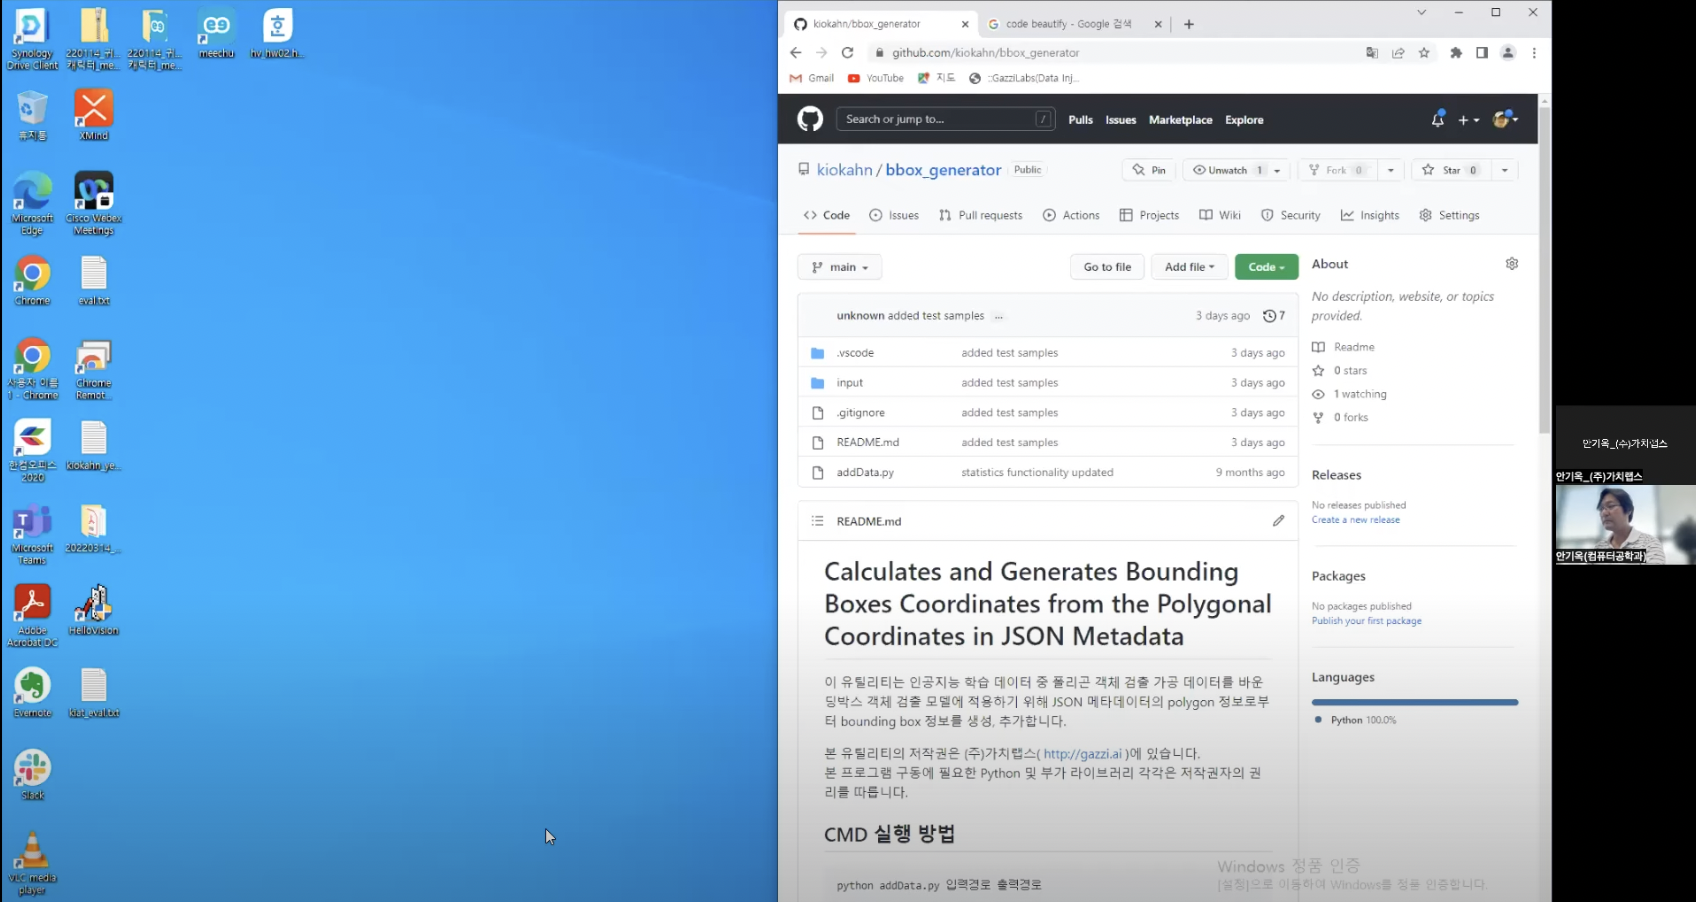 Synology
Drive Client
220114_귀...
캐릭터_me...
220114_귀...
캐릭터_me...
meechu
hv_hw02.h...
휴지통
XMind
Microsoft
Edge
Cisco Webex
Meetings
Chrome
eval.txt
사용자 이름
1 - Chrome
Chrome
Remot...
한컴오피스
2020
kiokahn_ye...
Microsoft
Teams
20220314_...
Adobe
Acrobat DC
HelloVision
Evernote
kiat_eval.txt
Slack
VLC media
player
kiokahn/bbox_generator
code beautify - Google 검색
github.com/kiokahn/bbox_generator
Gmail
YouTube
지도
::GazziLabs(Data Inj...
Search or jump to...
/
Pulls
Issues
Marketplace
Explore
kiokahn / bbox_generator
Public
Pin
Unwatch 1
Fork 0
Star 0
<> Code
Issues
Pull requests
Actions
Projects
Wiki
Security
Insights
Settings
main
Go to file
Add file
Code
unknown added test samples ...
3 days ago
7
.vscode added test samples 3 days ago
input added test samples 3 days ago
.gitignore added test samples 3 days ago
README.md added test samples 3 days ago
addData.py statistics functionality updated 9 months ago
README.md
Calculates and Generates Bounding
Boxes Coordinates from the Polygonal
Coordinates in JSON Metadata
이 유틸리티는 인공지능 학습 데이터 중 폴리곤 객체 검출 가공 데이터를 바운
딩박스 객체 검출 모델에 적용하기 위해 JSON 메타데이터의 polygon 정보로부
터 bounding box 정보를 생성, 추가합니다.
본 유틸리티의 저작권은 (주)가치랩스( http://gazzi.ai )에 있습니다.
본 프로그램 구동에 필요한 Python 및 부가 라이브러리 각각은 저작권자의 권
리를 따릅니다.
CMD 실행 방법
python addData.py 입력경로 출력경로
About
No description, website, or topics
provided.
Readme
0 stars
1 watching
0 forks
Releases
No releases published
Create a new release
Packages
No packages published
Publish your first package
Languages
Python 100.0%
Windows 정품 인증
[설정]으로 이동하여 Windows를 정품 인증합니다.
안기옥_(주)가치랩스
안기옥_(주)가치랩스
안기옥(컴퓨터공학과)